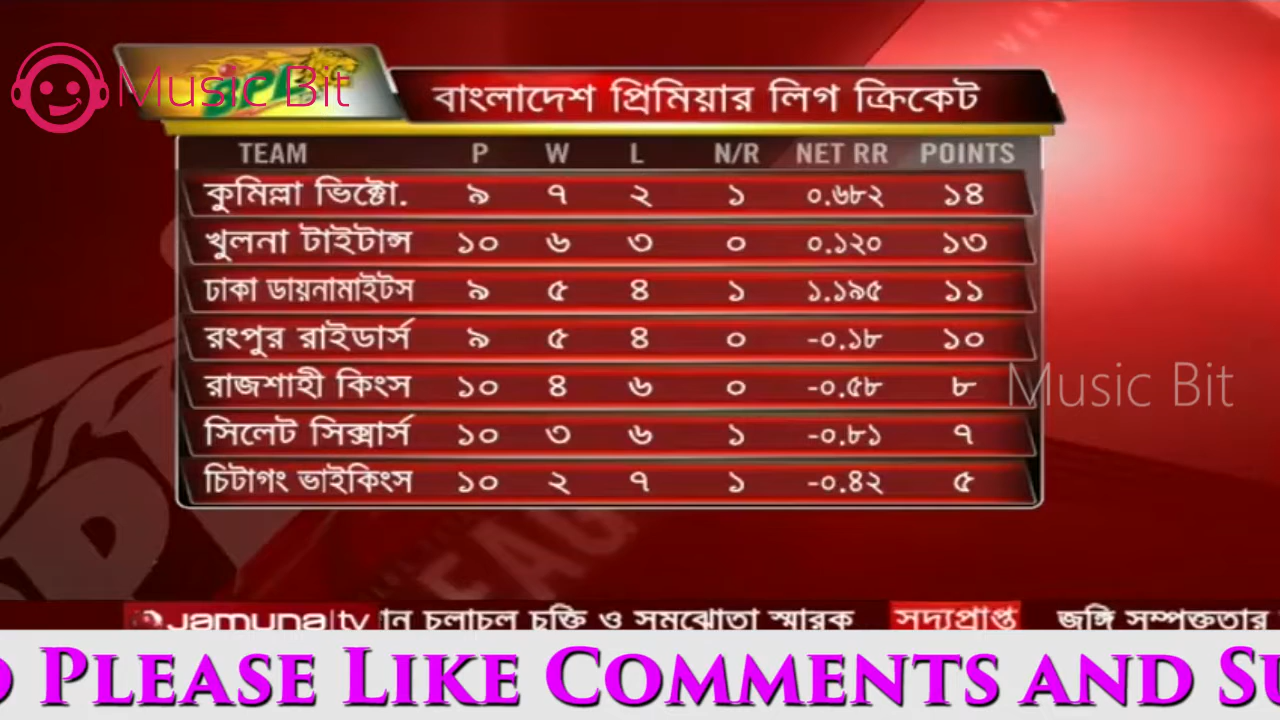 Music Bit
বাংলাদেশ প্রিমিয়ার লিগ ক্রিকেট
TEAM P W L N/R NET RR POINTS
কুমিল্লা ভিক্টো. ৯ ৭ ২ ১ ০.৬৮২ ১৪
খুলনা টাইটান্স ১০ ৬ ৩ ০ ০.১২০ ১৩
ঢাকা ডায়নামাইটস ৯ ৫ ৪ ১ ১.১৯৫ ১১
রংপুর রাইডার্স ৯ ৫ ৪ ০ -০.১৮ ১০
রাজশাহী কিংস ১০ ৪ ৬ ০ -০.৫৮ ৮
Music Bit
সিলেট সিক্সার্স ১০ ৩ ৬ ১ -০.৮১ ৭
চিটাগং ভাইকিংস ১০ ২ ৭ ১ -০.৪২ ৫
Jamuna|tv চলাচল চুক্তি ও সমঝোতা স্মারক সদ্যপ্রাপ্ত জঙ্গি সম্পৃক্ততার
PLEASE LIKE COMMENTS AND